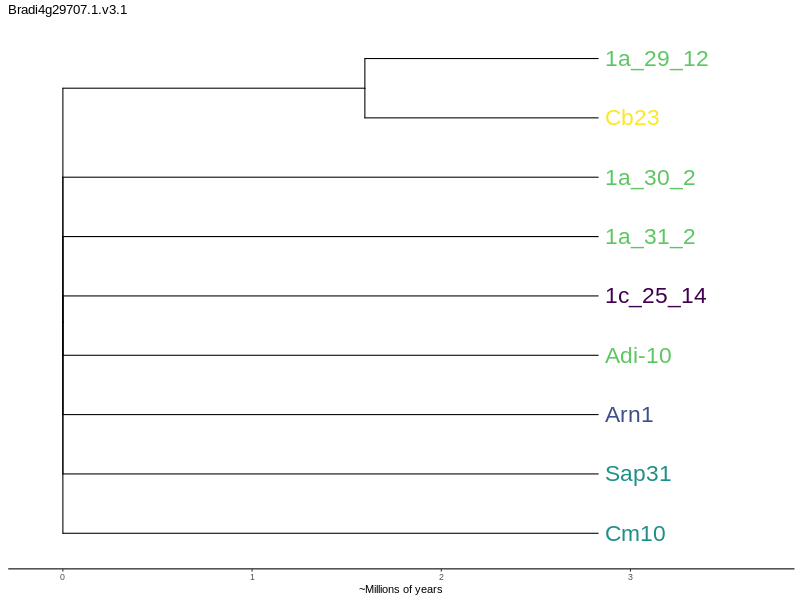 Bradi4g29707.1.v3.1
1a_29_12
Cb23
1a_30_2
1a_31_2
1c_25_14
Adi-10
Arn1
Sap31
Cm10
0 1 2 3
~Millions of years